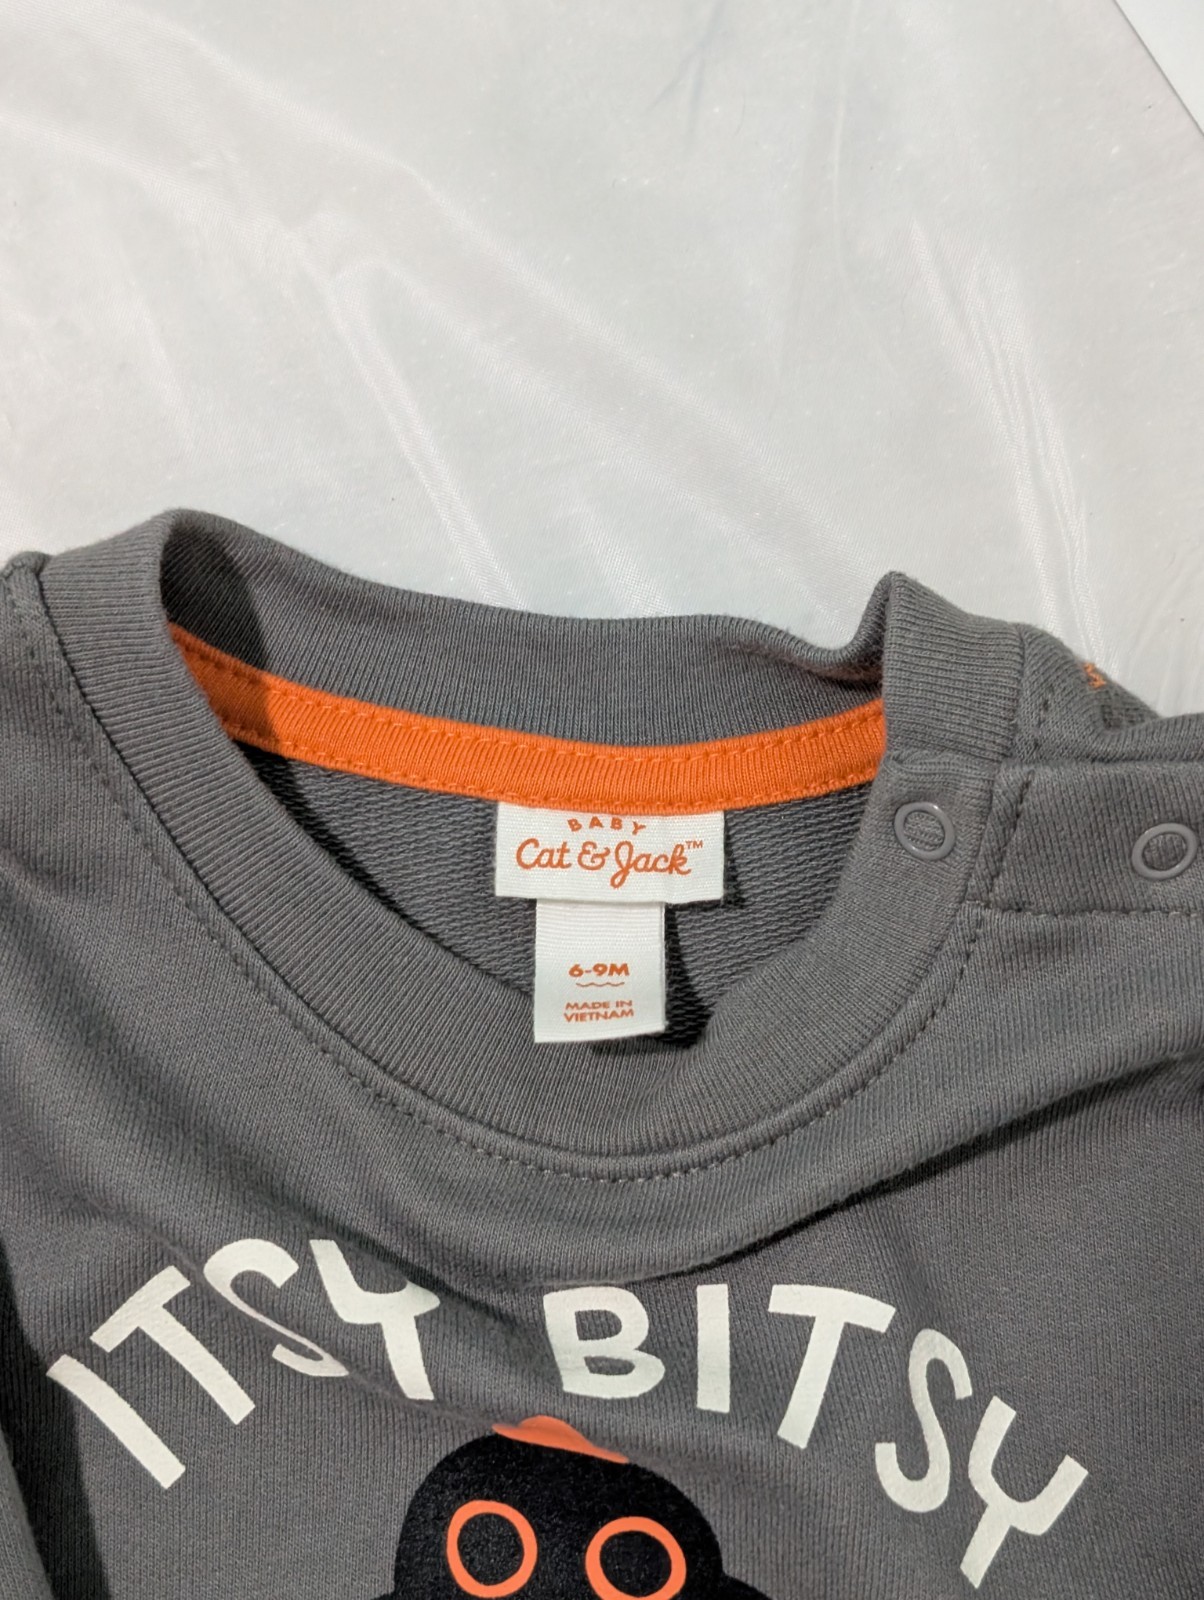 BABY
Cat & Jack™
6-9M
MADE IN
VIETNAM
ITSY BITSY